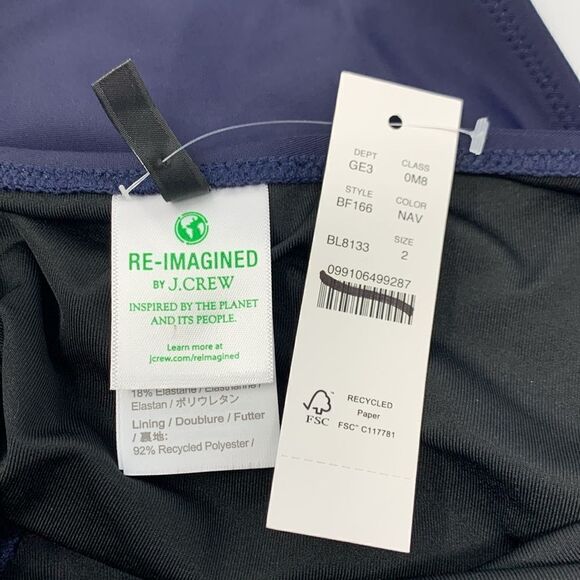 RE-IMAGINED
BY J.CREW
INSPIRED BY THE PLANET
AND ITS PEOPLE.
Learn more at
jcrew.com/reimagined
18% Elastane / Elasthanne /
Elastan / ポリウレタン
Lining / Doublure / Futter
/ 裏地:
92% Recycled Polyester /
DEPT
GE3
CLASS
0M8
STYLE
BF166
COLOR
NAV
BL8133
SIZE
2
099106499287
FSC
RECYCLED
Paper
FSC™ C117781